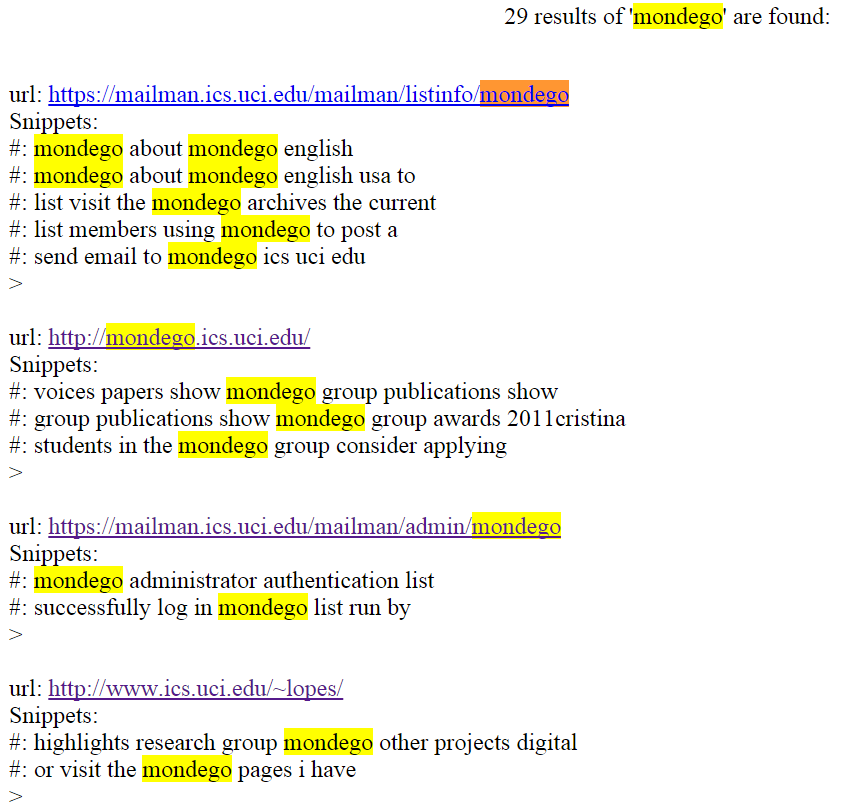 29 results of 'mondego' are found:
url: https://mailman.ics.uci.edu/mailman/listinfo/mondego
Snippets:
#: mondego about mondego english
#: mondego about mondego english usa to
#: list visit the mondego archives the current
#: list members using mondego to post a
#: send email to mondego ics uci edu
>
url: http://mondego.ics.uci.edu/
Snippets:
#: voices papers show mondego group publications show
#: group publications show mondego group awards 2011cristina
#: students in the mondego group consider applying
>
url: https://mailman.ics.uci.edu/mailman/admin/mondego
Snippets:
#: mondego administrator authentication list
#: successfully log in mondego list run by
>
url: http://www.ics.uci.edu/~lopes/
Snippets:
#: highlights research group mondego other projects digital
#: or visit the mondego pages i have
>